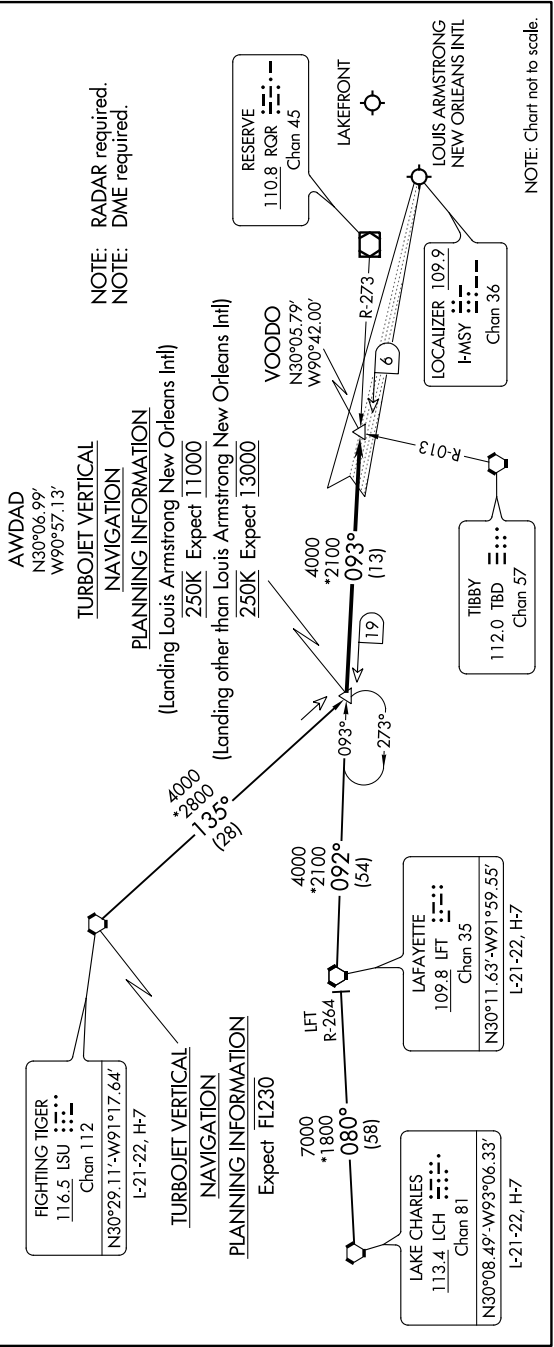 FIGHTING TIGER
116.5 LSU
Chan 112
N30°29.11'-W91°17.64'
L-21-22, H-7
TURBOJET VERTICAL
NAVIGATION
PLANNING INFORMATION
Expect FL230
4000
*2800
135°
(28)
AWDAD
N30°06.99'
W90°57.13'
TURBOJET VERTICAL
NAVIGATION
PLANNING INFORMATION
(Landing Louis Armstrong New Orleans Intl)
250K Expect 11000
(Landing other than Louis Armstrong New Orleans Intl)
250K Expect 13000
NOTE: RADAR required.
NOTE: DME required.
RESERVE
110.8 RQR
Chan 45
LAKEFRONT
VOODO
N30°05.79'
W90°42.00'
R-273
LOUIS ARMSTRONG
NEW ORLEANS INTL
LOCALIZER 109.9
I-MSY
Chan 36
6
R-013
TIBBY
112.0 TBD
Chan 57
4000
*2100
093°
(13)
19
093°
273°
4000
*2100
092°
(54)
LAFAYETTE
109.8 LFT
Chan 35
N30°11.63'-W91°59.55'
L-21-22, H-7
LFT
R-264
7000
*1800
080°
(58)
LAKE CHARLES
113.4 LCH
Chan 81
N30°08.49'-W93°06.33'
L-21-22, H-7
NOTE: Chart not to scale.